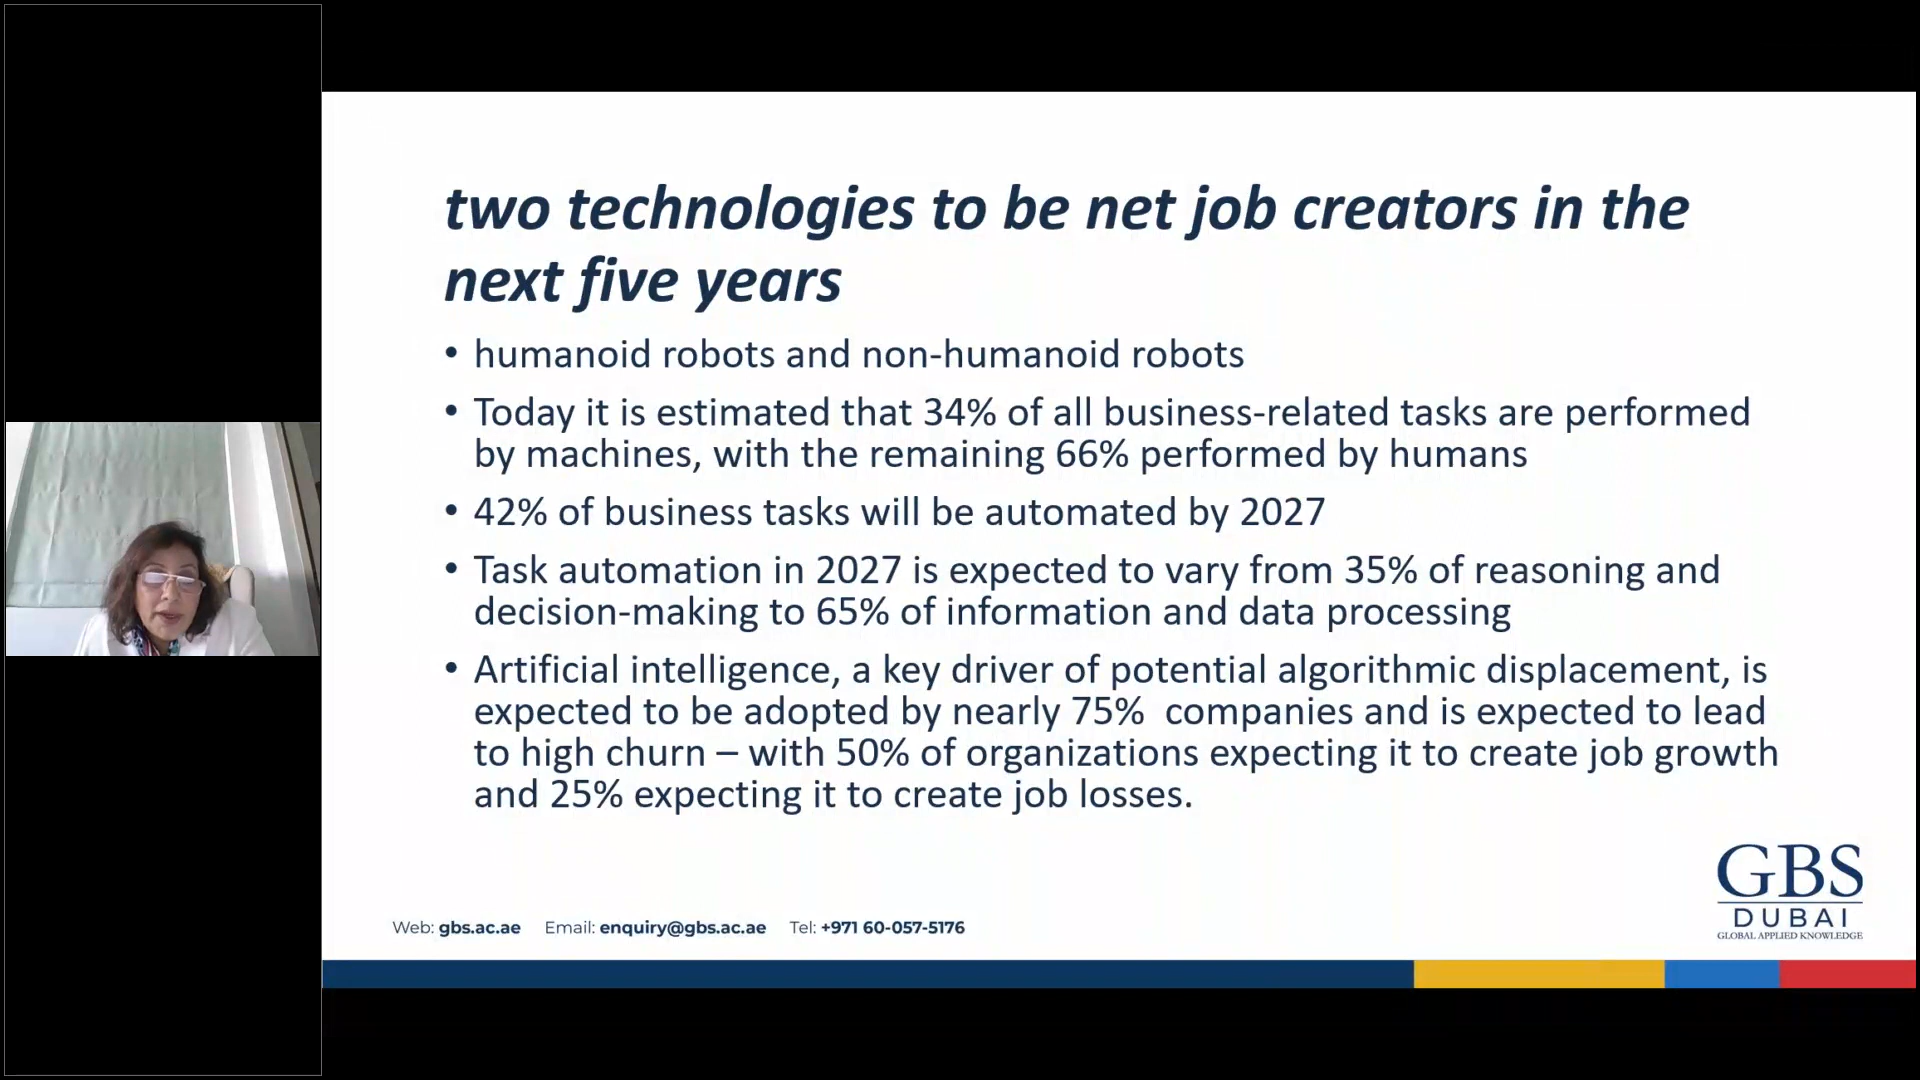 two technologies to be net job creators in the
next five years
• humanoid robots and non-humanoid robots
• Today it is estimated that 34% of all business-related tasks are performed
by machines, with the remaining 66% performed by humans
• 42% of business tasks will be automated by 2027
• Task automation in 2027 is expected to vary from 35% of reasoning and
decision-making to 65% of information and data processing
• Artificial intelligence, a key driver of potential algorithmic displacement, is
expected to be adopted by nearly 75%  companies and is expected to lead
to high churn – with 50% of organizations expecting it to create job growth
and 25% expecting it to create job losses.
GBS
DUBAI
GLOBAL APPLIED KNOWLEDGE
Web: gbs.ac.ae Email: enquiry@gbs.ac.ae Tel: +971 60-057-5176